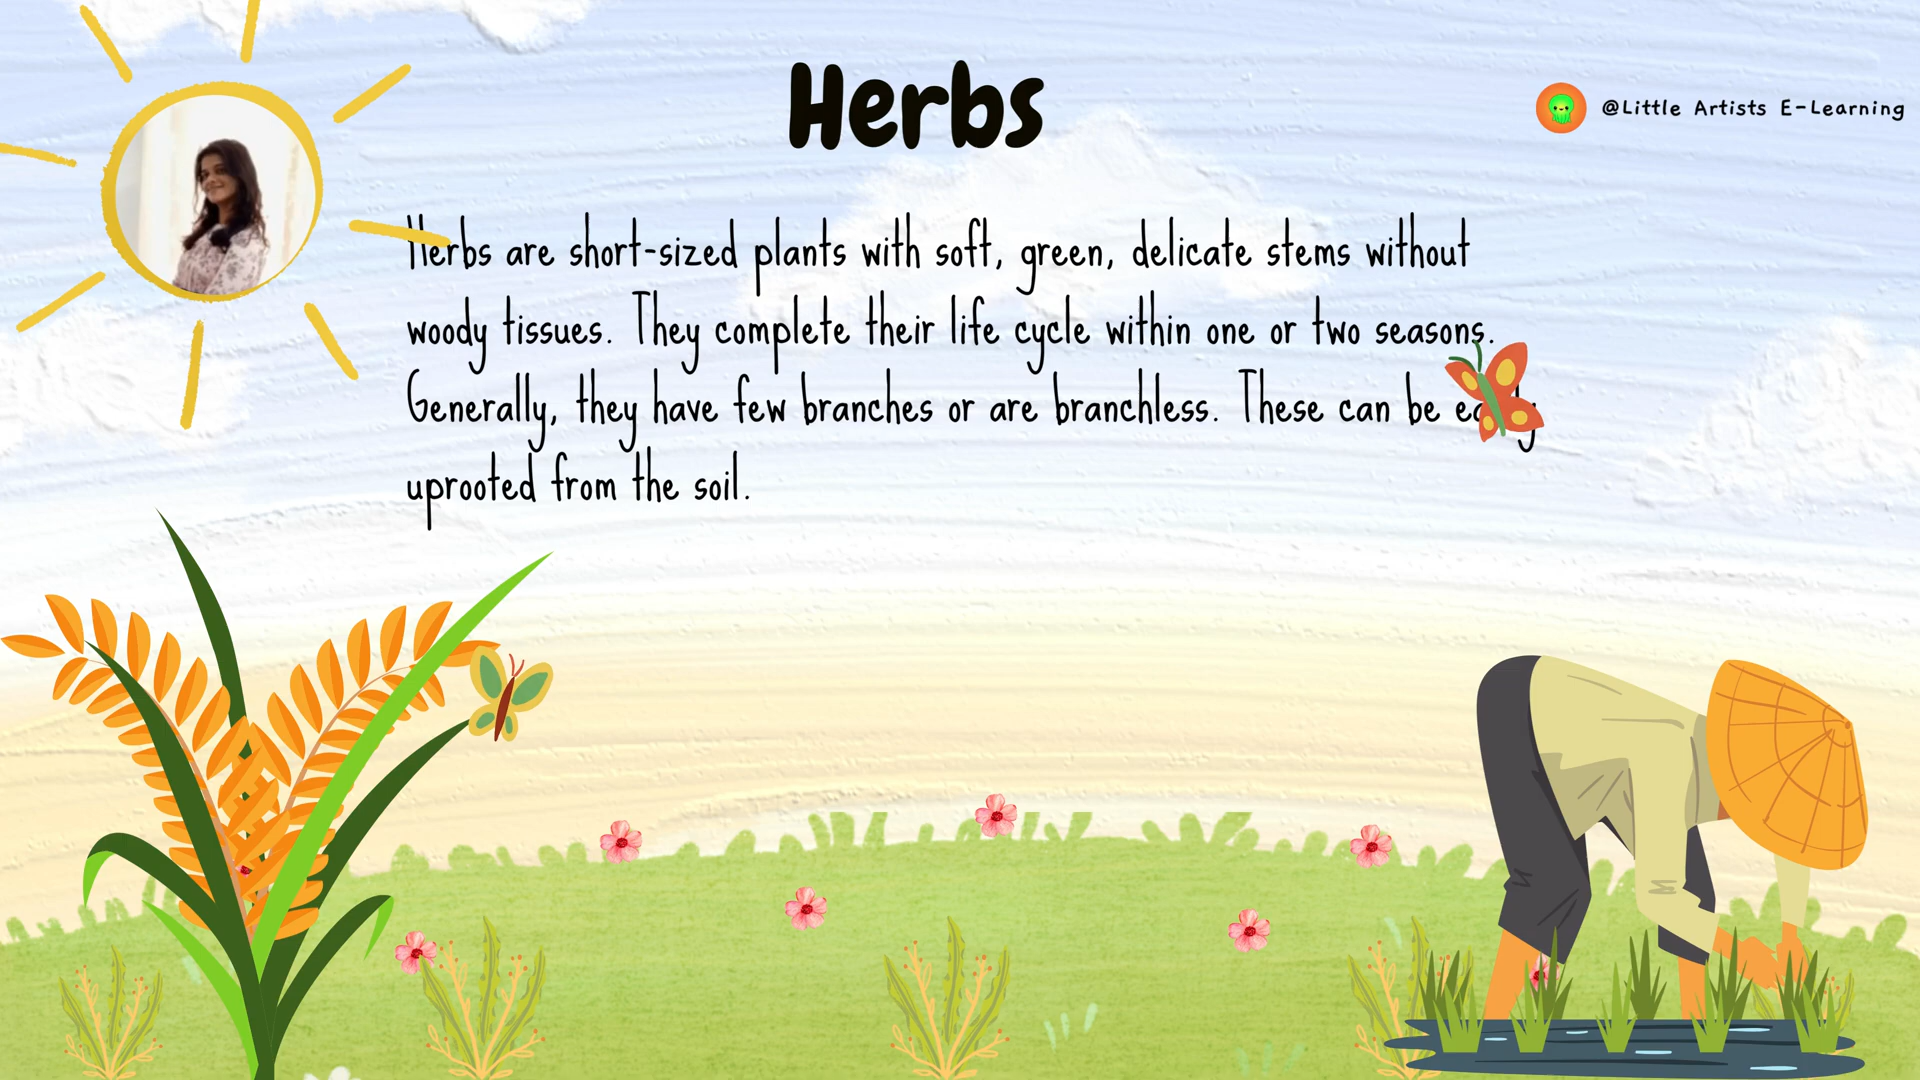 Herbs
@Little Artists E-Learning
Herbs are short-sized plants with soft, green, delicate stems without
woody tissues. They complete their life cycle within one or two seasons.
Generally, they have few branches or are branchless. These can be
uprooted from the soil.